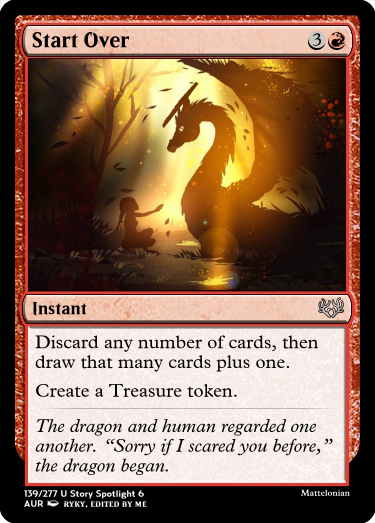 Start Over 3
Instant
Discard any number of cards, then
draw that many cards plus one.
Create a Treasure token.
The dragon and human regarded one
another. “Sorry if I scared you before,”
the dragon began.
139/277 U Story Spotlight 6
Mattelonian
AUR RYKY, EDITED BY ME